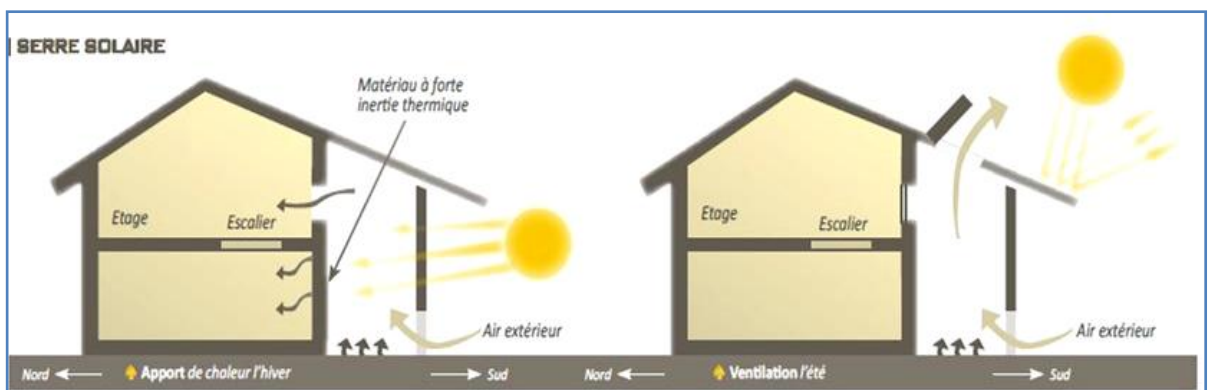 SERRE SOLAIRE
Matériau à forte
inertie thermique
Etage
Escalier
Air extérieur
Nord
Apport de chaleur l'hiver
Sud
Etage
Escalier
Air extérieur
Nord
Ventilation l'été
Sud